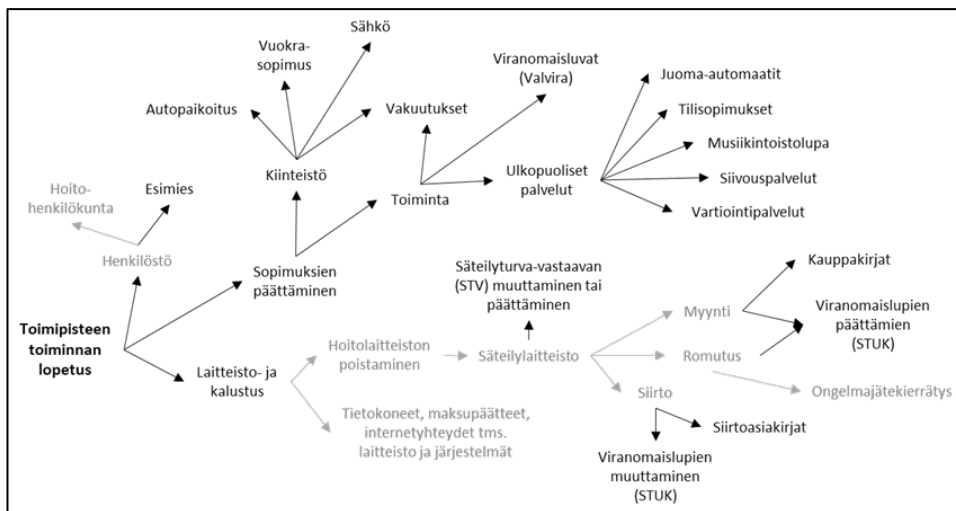 Sähkö
Vuokra-
sopimus
Viranomaisluvat
(Valvira)
Juoma-automaatit
Autopaikoitus
Vakuutukset
Tilisopimukset
Musiikintoistolupa
Kiinteistö
Ulkopuoliset
palvelut
Siivouspalvelut
Hoito-
henkilökunta
Esimies
Toiminta
Vartiointipalvelut
Henkilöstö
Sopimuksien
päättäminen
Säteilyturva-vastaavan
(STV) muuttaminen tai
päättäminen
Kauppakirjat
Myynti
Viranomaislupien
päättämien
(STUK)
Toimipisteen
toiminnan
lopetus
Hoitolaitteiston
poistaminen
Säteilylaitteisto
Romutus
Laitteisto- ja
kalustus
Siirto
Ongelmajätekierrätys
Tietokoneet, maksupäätteet,
internetyhteydet tms.
laitteisto ja järjestelmät
Siirtoasiakirjat
Viranomaislupien
muuttaminen
(STUK)